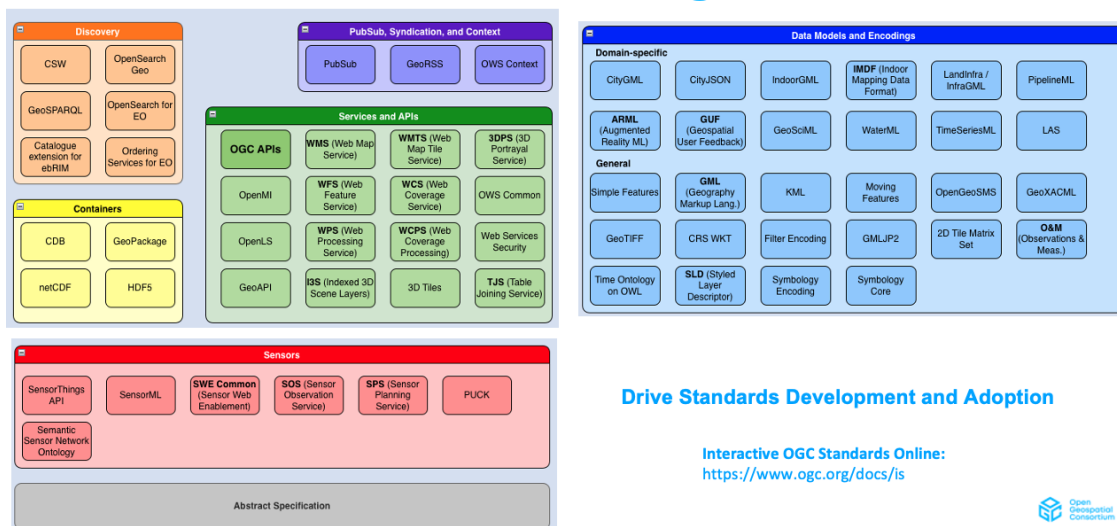 Discovery
CSW
OpenSearch
Geo
GeoSPARQL
OpenSearch for
EO
Catalogue
extension for
ebRIM
Ordering
Services for EO
Containers
CDB
GeoPackage
netCDF
HDF5
PubSub, Syndication, and Context
PubSub
GeoRSS
OWS Context
Services and APIs
OGC APIs
WMS (Web Map
Service)
WMTS (Web
Map Tile
Service)
3DPS (3D
Portrayal
Service)
OpenMI
WFS (Web
Feature
Service)
WCS (Web
Coverage
Service)
OWS Common
OpenLS
WPS (Web
Processing
Service)
WCPS (Web
Coverage
Processing)
Web Services
Security
GeoAPI
I3S (Indexed 3D
Scene Layers)
3D Tiles
TJS (Table
Joining Service)
Data Models and Encodings
Domain-specific
CityGML
CityJSON
IndoorGML
IMDF (Indoor
Mapping Data
Format)
LandInfra /
InfraGML
PipelineML
ARML
(Augmented
Reality ML)
GUF
(Geospatial
User Feedback)
GeoSciML
WaterML
TimeSeriesML
LAS
General
Simple Features
GML
(Geography
Markup Lang.)
KML
Moving
Features
OpenGeoSMS
GeoXACML
GeoTIFF
CRS WKT
Filter Encoding
GMLJP2
2D Tile Matrix
Set
O&M
(Observations &
Meas.)
Time Ontology
on OWL
SLD (Styled
Layer
Descriptor)
Symbology
Encoding
Symbology
Core
Sensors
SensorThings
API
SensorML
SWE Common
(Sensor Web
Enablement)
SOS (Sensor
Observation
Service)
SPS (Sensor
Planning
Service)
PUCK
Semantic
Sensor Network
Ontology
Abstract Specification
Drive Standards Development and Adoption
Interactive OGC Standards Online:
https://www.ogc.org/docs/is
Open
Geospatial
Consortium